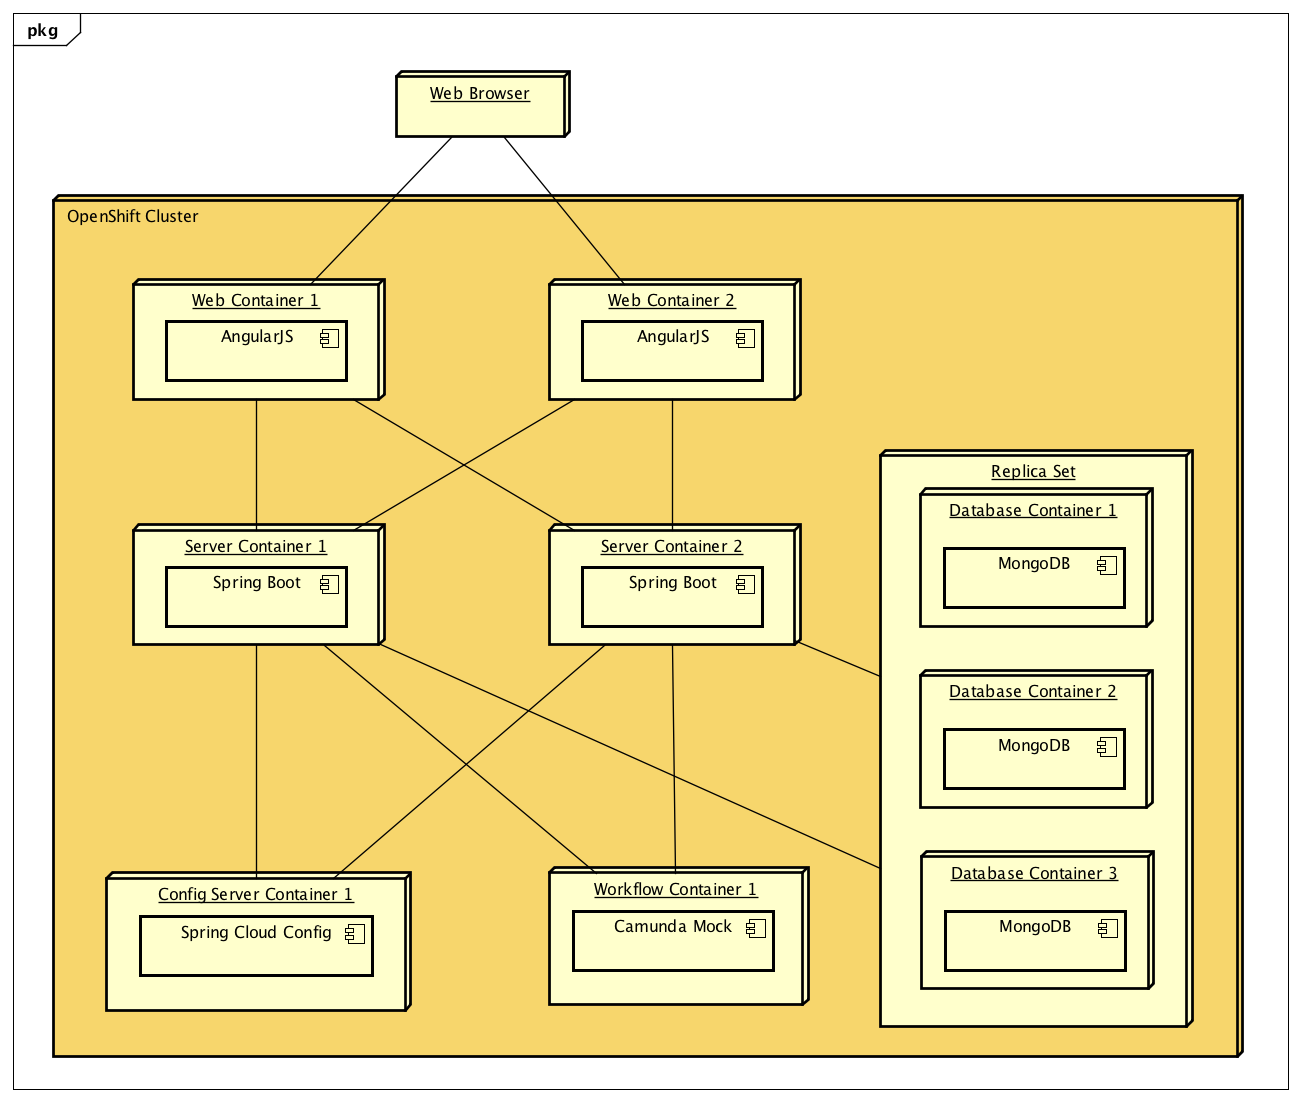 pkg
Web Browser
OpenShift Cluster
Web Container 1
AngularJS
Web Container 2
AngularJS
Server Container 1
Spring Boot
Server Container 2
Spring Boot
Replica Set
Database Container 1
MongoDB
Database Container 2
MongoDB
Database Container 3
MongoDB
Config Server Container 1
Spring Cloud Config
Workflow Container 1
Camunda Mock